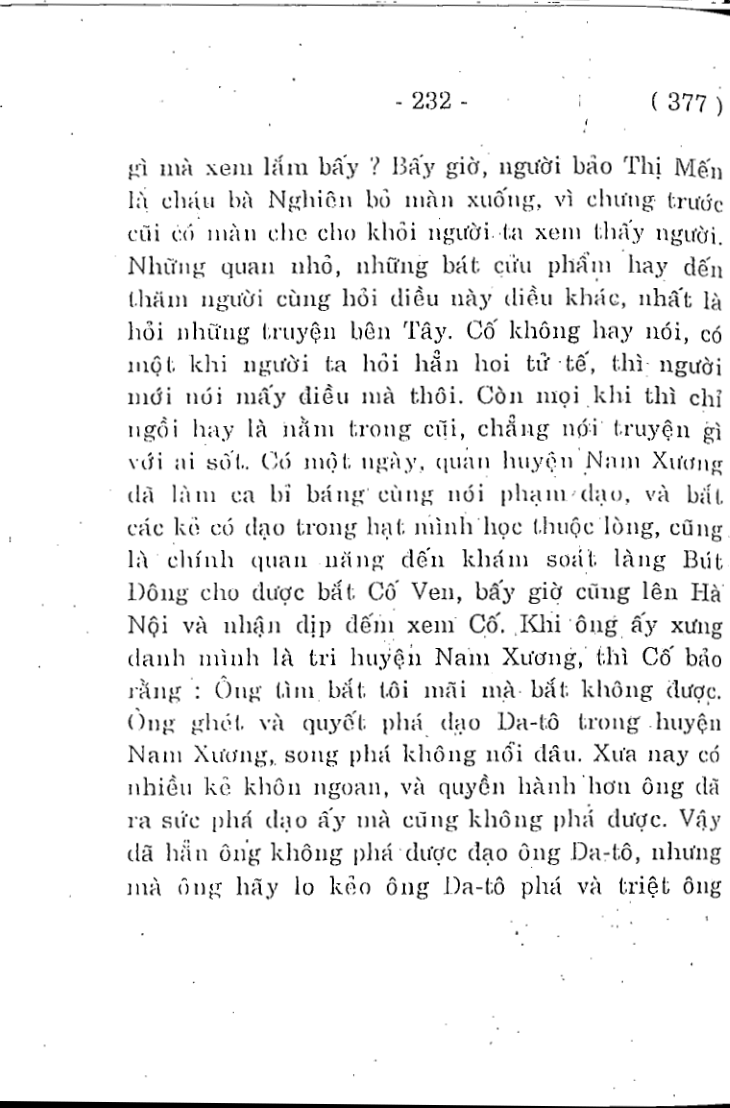 - 232 - ( 377 )
gì mà xem lắm bấy ? Bấy giờ, người bảo Thị Mến
là cháu bà Nghiên bỏ màn xuống, vì chưng trước
cũi có màn che cho khỏi người ta xem thấy người.
Những quan nhỏ, những bát cửu phẩm hay đến
thăm người cùng hỏi điều này điều khác, nhất là
hỏi những truyện bên Tây. Cố không hay nói, có
một khi người ta hỏi hẳn hoi tử tế, thì người
mới nói mấy điều mà thôi. Còn mọi khi thì chỉ
ngồi hay là nằm trong cũi, chẳng nói truyện gì
với ai sốt. Có một ngày, quan huyện Nam Xương
đã làm ca bỉ báng cùng nói phạm đạo, và bắt
các kẻ có đạo trong hạt mình học thuộc lòng, cũng
là chính quan năng đến khám soát làng Bút
Đông cho được bắt Cố Ven, bấy giờ cũng lên Hà
Nội và nhận dịp đếm xem Cố. Khi ông ấy xưng
danh mình là tri huyện Nam Xương, thì Cố bảo
rằng : Ông tìm bắt tôi mãi mà bắt không được.
Ông ghét và quyết phá đạo Da-tô trong huyện
Nam Xương, song phá không nổi đâu. Xưa nay có
nhiều kẻ khôn ngoan, và quyền hành hơn ông đã
ra sức phá đạo ấy mà cũng không phá được. Vậy
đã hẳn ông không phá được đạo ông Da-tô, nhưng
mà ông hãy lo kẻo ông Da-tô phá và triệt ông